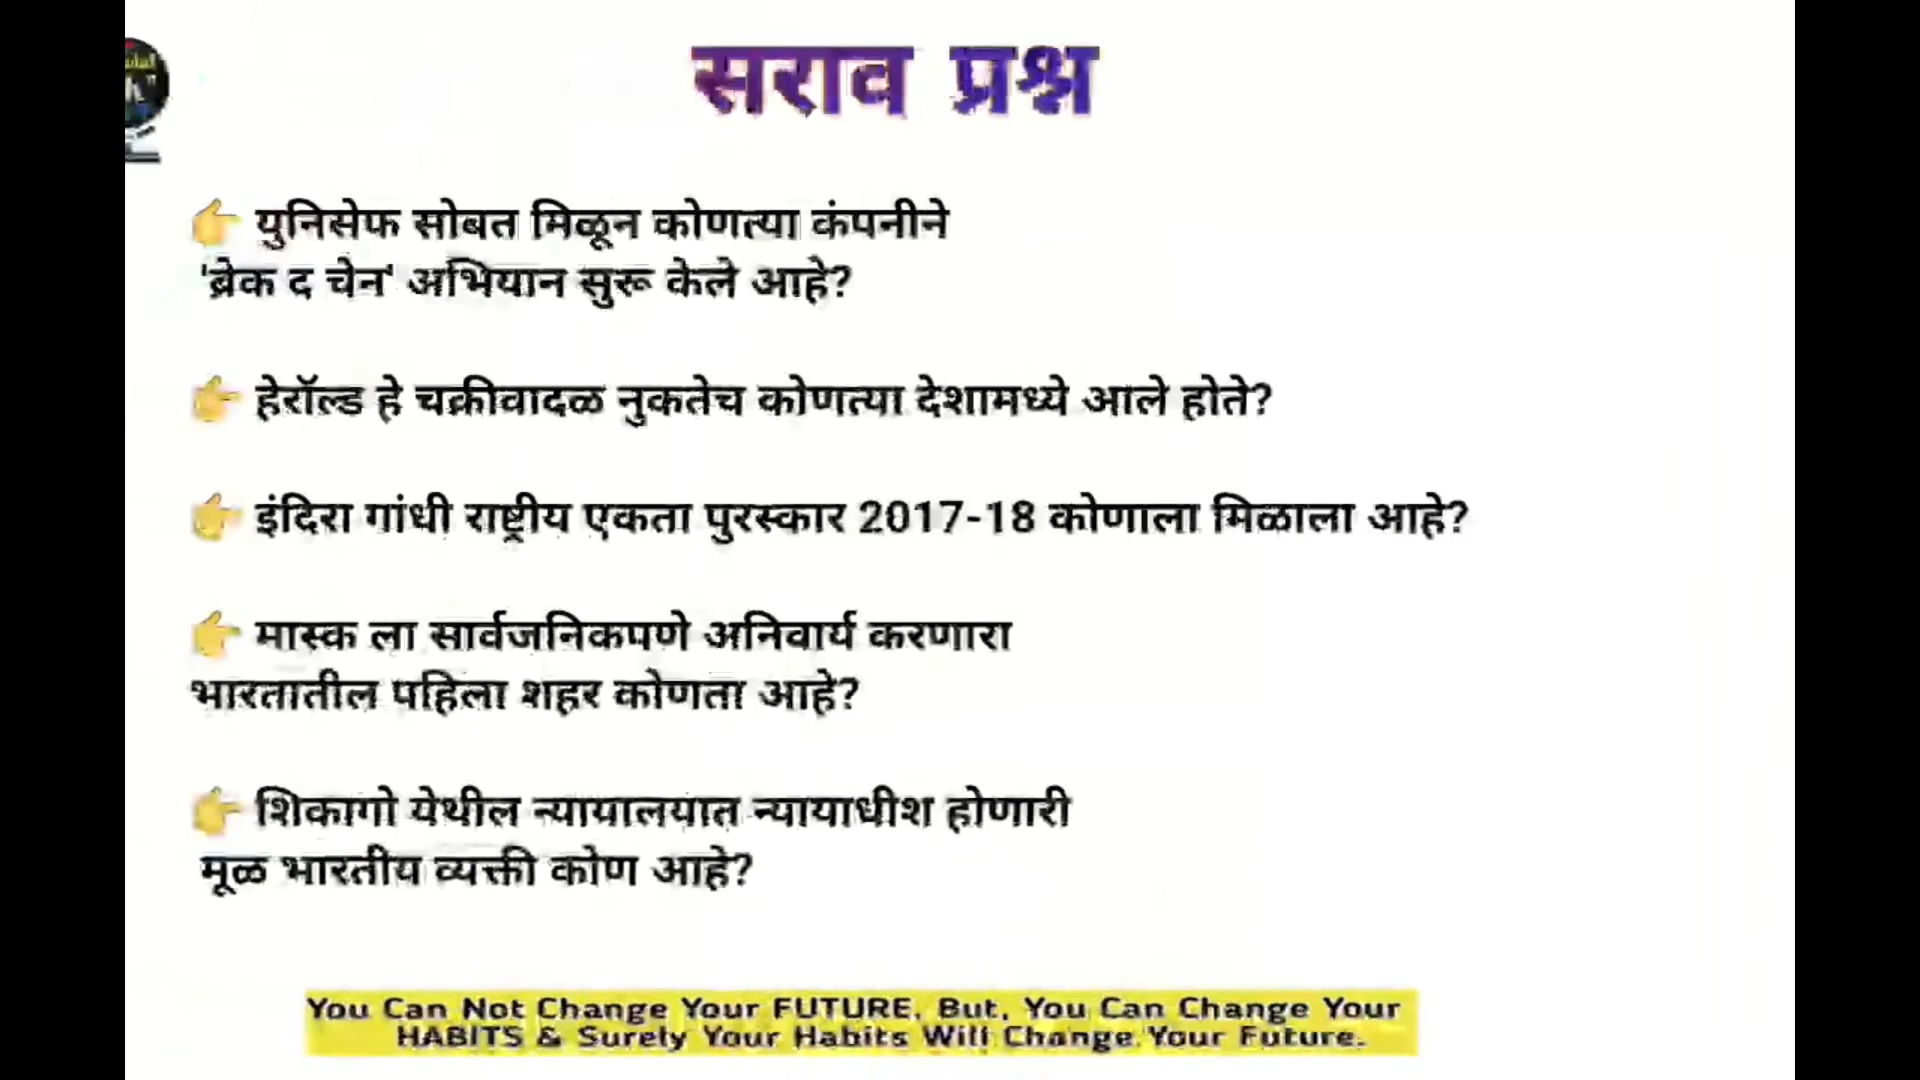 सराव प्रश्न
👉 युनिसेफ सोबत मिळून कोणत्या कंपनीने
'ब्रेक द चेन' अभियान सुरू केले आहे?
👉 हेरॉल्ड हे चक्रीवादळ नुकतेच कोणत्या देशामध्ये आले होते?
👉 इंदिरा गांधी राष्ट्रीय एकता पुरस्कार 2017-18 कोणाला मिळाला आहे?
👉 मास्क ला सार्वजनिकपणे अनिवार्य करणारा
भारतातील पहिला शहर कोणता आहे?
👉 शिकागो येथील न्यायालयात न्यायाधीश होणारी
मूळ भारतीय व्यक्ती कोण आहे?
You Can Not Change Your FUTURE. But, You Can Change Your
HABITS & Surely Your Habits Will Change Your Future.